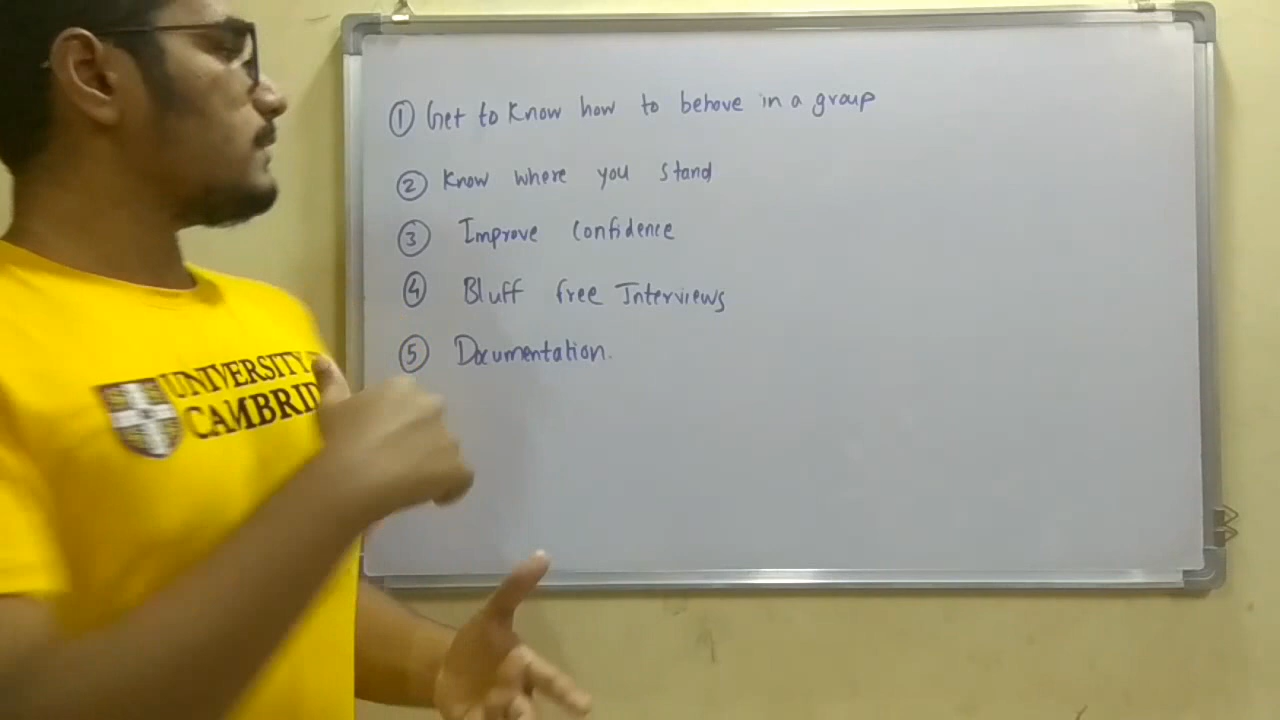 ① Get to Know how to behave in a group
② Know where you stand
③ Improve Confidence
④ Bluff free Interviews
⑤ Documentation.
UNIVERSITY
CAMBRID